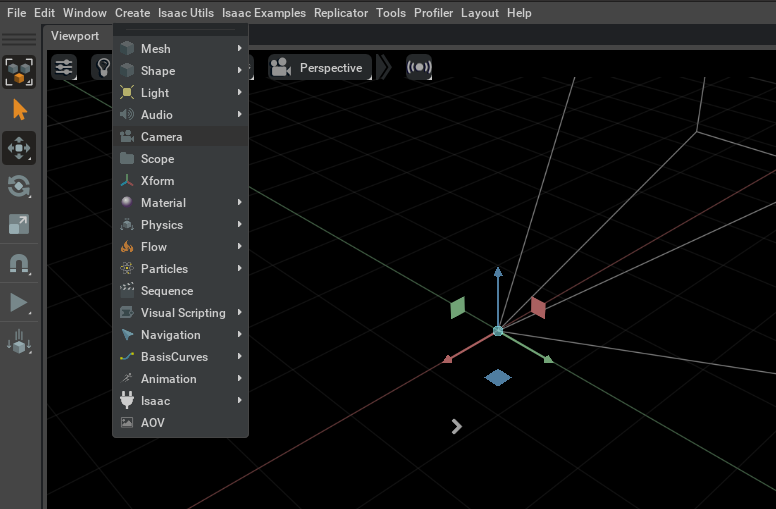 File Edit Window Create Isaac Utils Isaac Examples Replicator Tools Profiler Layout Help
Viewport
Perspective
Mesh
Shape
Light
Audio
Camera
Scope
Xform
Material
Physics
Flow
Particles
Sequence
Visual Scripting
Navigation
BasisCurves
Animation
Isaac
AOV